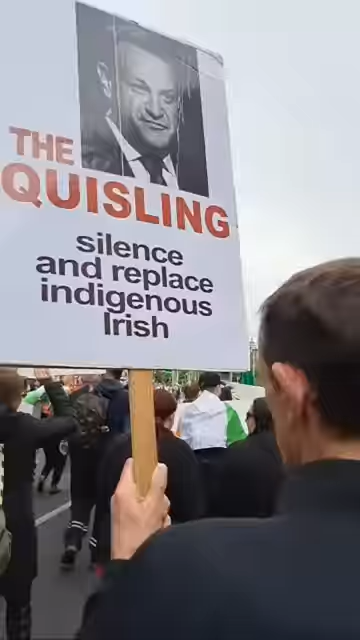 THE
QUISLING
silence
and replace
indigenous
Irish